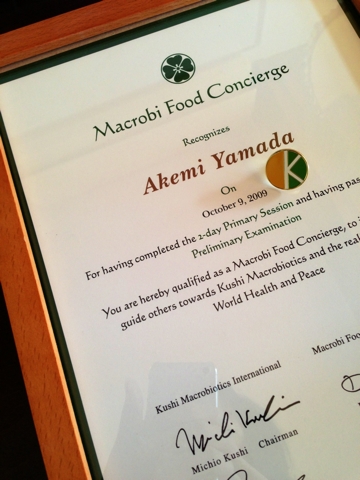 Macrobi Food Concierge
Recognizes
Akemi Yamada
On
October 9, 2009
K
For having completed the 2-day Primary Session and having pas
Preliminary Examination
You are hereby qualified as a Macrobi Food Concierge, to
guide others towards Kushi Macrobiotics and the real
World Health and Peace
Kushi Macrobiotics International
Macrobi Foo
Michio Kushi
Michio Kushi Chairman